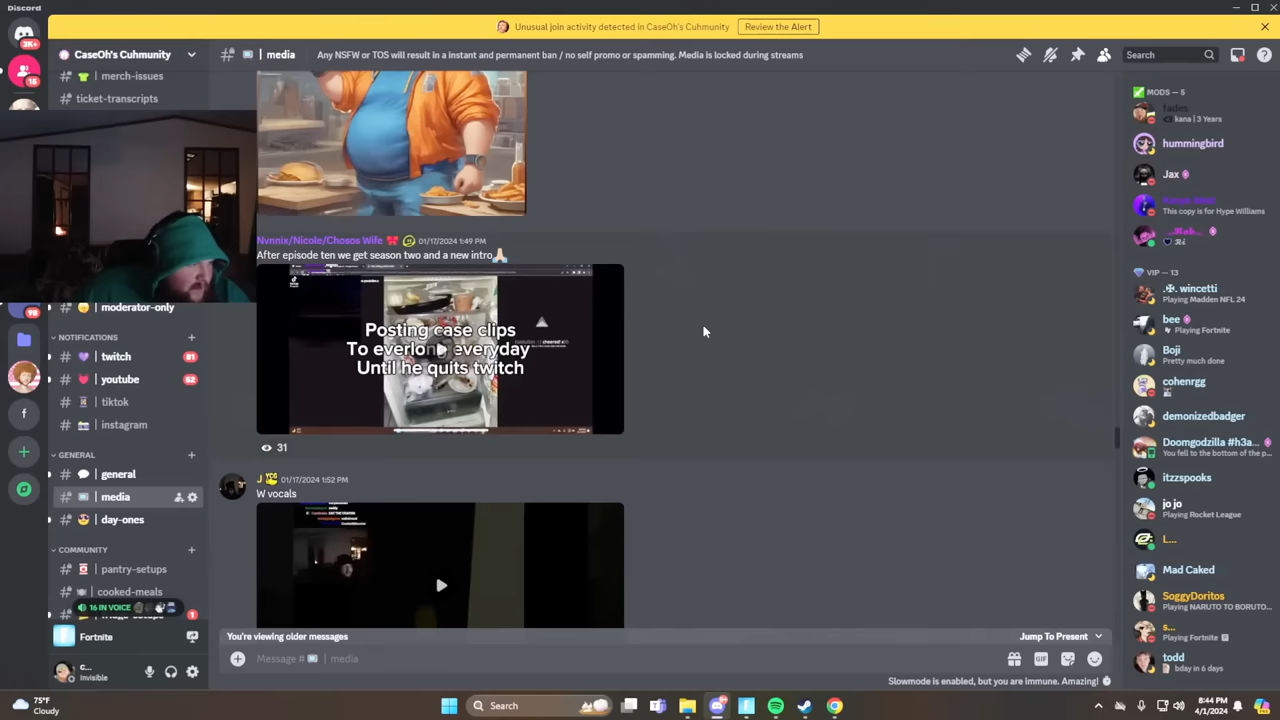 Discord
Unusual join activity detected in CaseOh's Cuhmunity
Review the Alert
3K+
16
98
CaseOh's Cuhmunity
media
Any NSFW or TOS will result in a instant and permanent ban / no self promo or spamming. Media is locked during streams
Search
merch-issues
ticket-transcripts
moderator-only
NOTIFICATIONS
twitch
81
youtube
52
tiktok
instagram
GENERAL
general
media
day-ones
COMMUNITY
pantry-setups
cooked-meals
16 IN VOICE
1
Fortnite
c...
Invisible
Nvnnix/Nicole/Chosos Wife
01/17/2024 1:49 PM
After episode ten we get season two and a new intro
Posting case clips
To everlong everyday
Until he quits twitch
31
J
01/17/2024 1:52 PM
W vocals
You're viewing older messages
Jump To Present
Message #
media
GIF
Slowmode is enabled, but you are immune. Amazing!
MODS — 5
fades
kana | 3 Years
hummingbird
Jax
This copy is for Hype Williams
VIP — 13
wincetti
Playing Madden NFL 24
bee
Playing Fortnite
Boji
Pretty much done
cohenrgg
demonizedbadger
Doomgodzilla #h3a...
You fell to the bottom of the p...
itzzspooks
jo jo
Playing Rocket League
L...
Mad Caked
SoggyDoritos
Playing NARUTO TO BORUTO...
s...
Playing Fortnite
todd
bday in 6 days
75°F
Cloudy
Search
8:44 PM
4/1/2024